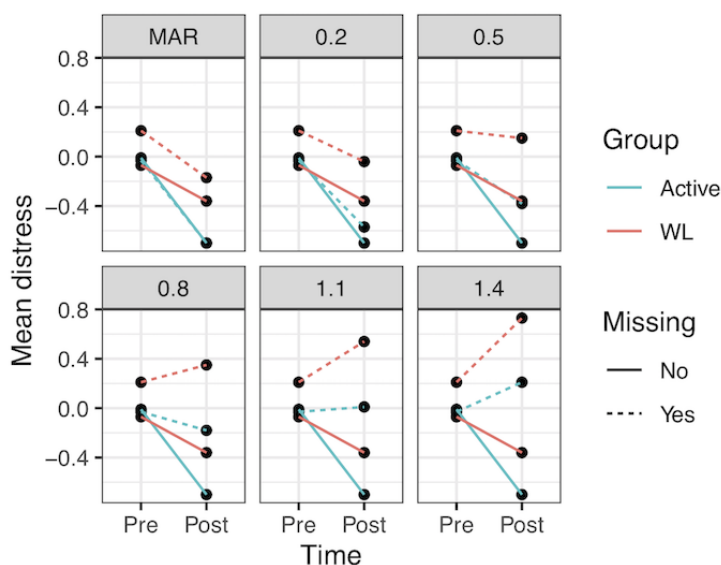 MAR 0.2 0.5
0.8
0.4
0.0
−0.4
0.8 1.1 1.4
0.8
0.4
0.0
−0.4
Mean distress
Pre Post Pre Post Pre Post
Time
Group
Active
WL
Missing
No
Yes